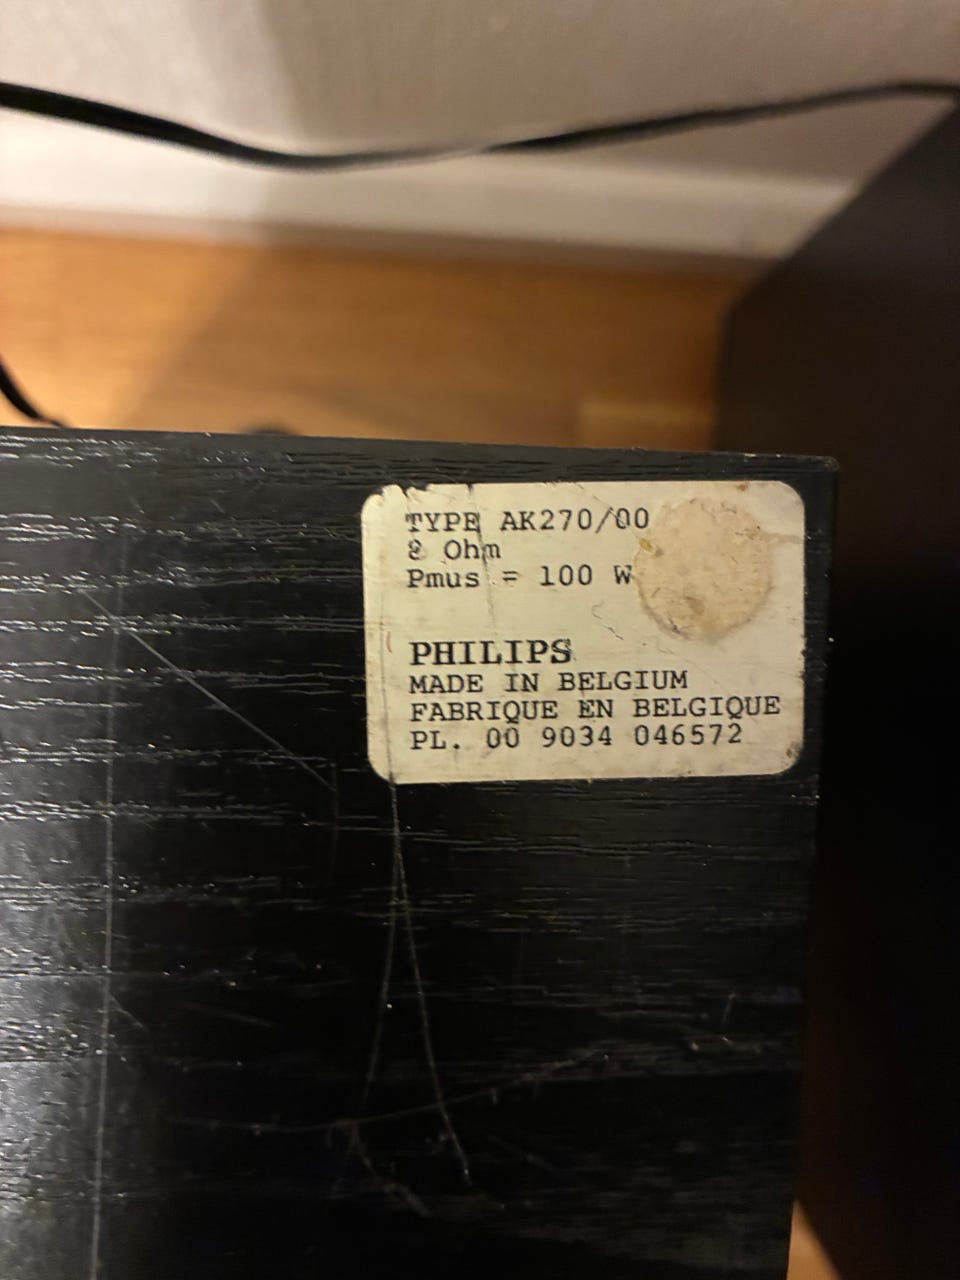 TYPE AK270/00
8 Ohm
Pmus = 100 W
PHILIPS
MADE IN BELGIUM
FABRIQUE EN BELGIQUE
PL. 00 9034 046572